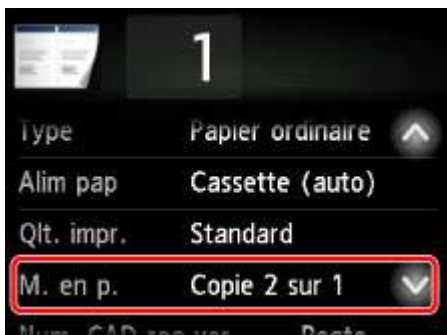 1
Type Papier ordinaire
Alim pap Cassette (auto)
Qlt. impr. Standard
M. en p. Copie 2 sur 1